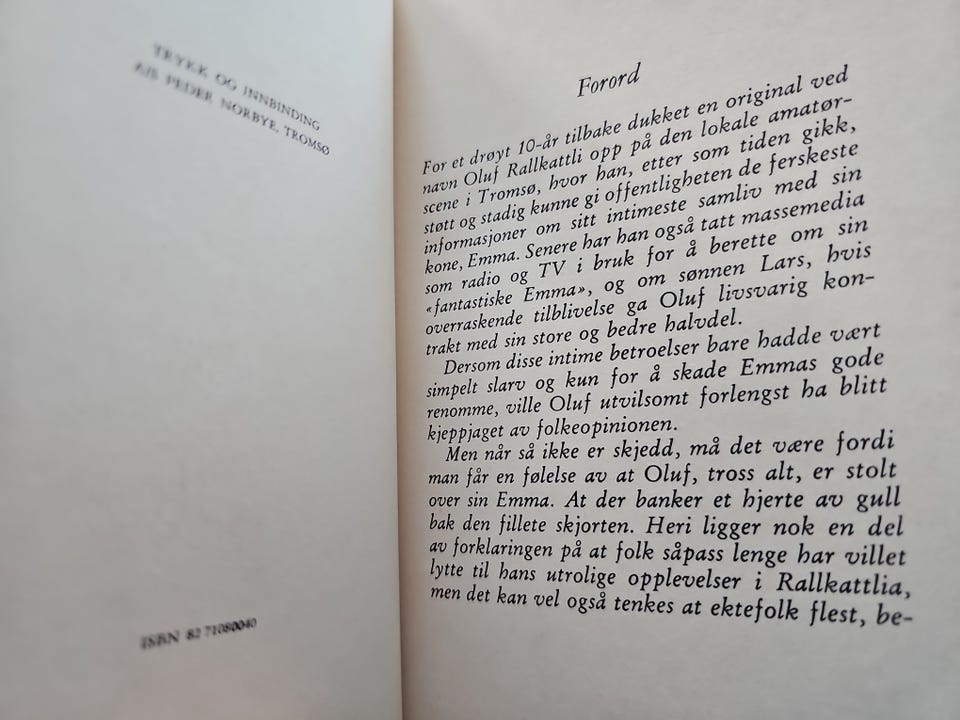 TRYKK OG INNBINDING
A/S PEDER NORBYE, TROMSØ
ISBN 82 71080040
Forord
For et drøyt 10-år tilbake dukket en original ved
navn Oluf Rallkattli opp på den lokale amatør-
scene i Tromsø, hvor han, etter som tiden gikk,
støtt og stadig kunne gi offentligheten de ferskeste
informasjoner om sitt intimeste samliv med sin
kone, Emma. Senere har han også tatt massemedia
som radio og TV i bruk for å berette om sin
«fantastiske Emma», og om sønnen Lars, hvis
overraskende tilblivelse ga Oluf livsvarig kon-
trakt med sin store og bedre halvdel.
Dersom disse intime betroelser bare hadde vært
simpelt slarv og kun for å skade Emmas gode
renomme, ville Oluf utvilsomt forlengst ha blitt
kjeppjaget av folkeopinionen.
Men når så ikke er skjedd, må det være fordi
man får en følelse av at Oluf, tross alt, er stolt
over sin Emma. At der banker et hjerte av gull
bak den fillete skjorten. Heri ligger nok en del
av forklaringen på at folk såpass lenge har villet
lytte til hans utrolige opplevelser i Rallkattlia,
men det kan vel også tenkes at ektefolk flest, be-